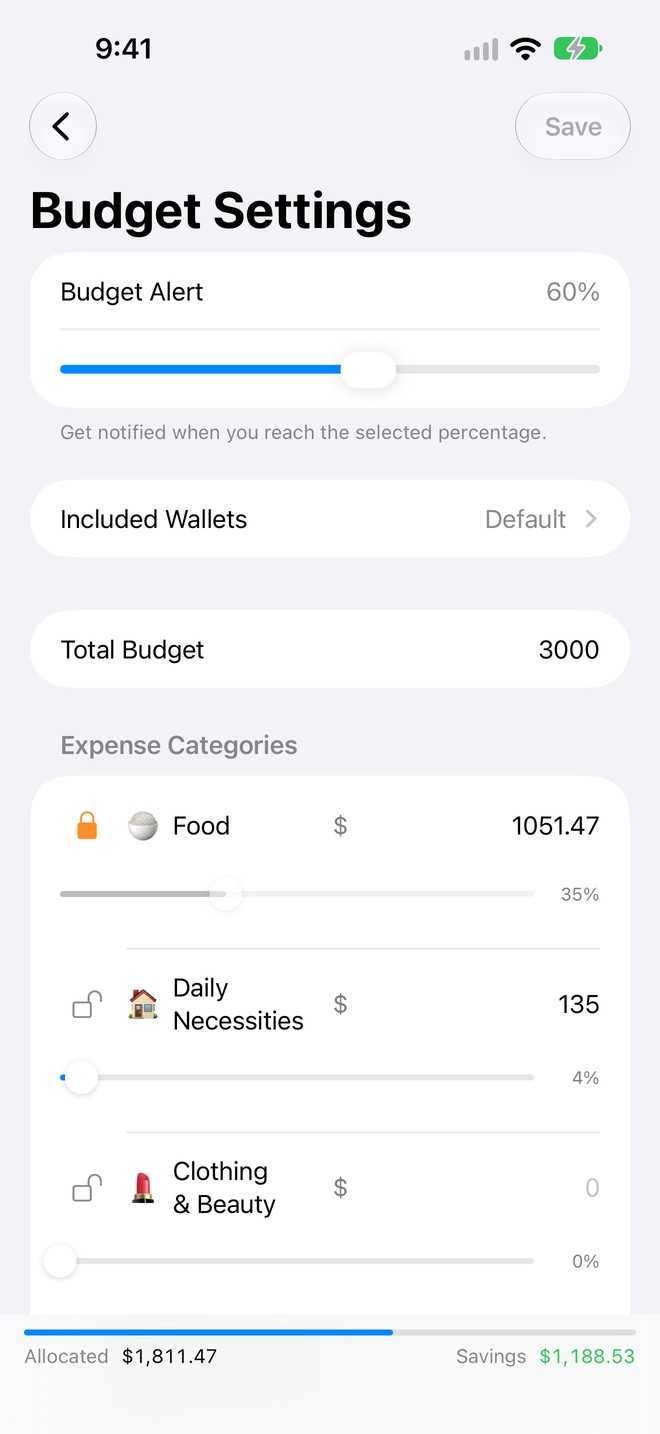 9:41
Save
Budget Settings
Budget Alert 60%
Get notified when you reach the selected percentage.
Included Wallets Default
Total Budget 3000
Expense Categories
Food $ 1051.47
35%
Daily
Necessities $ 135
4%
Clothing
& Beauty $ 0
0%
Allocated $1,811.47 Savings $1,188.53